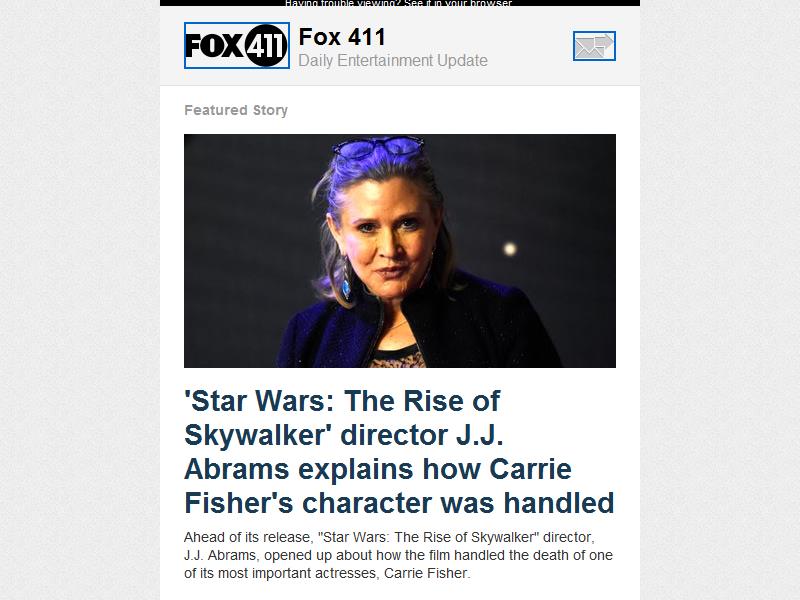 Having trouble viewing? See it in your browser
FOX 411
Fox 411
Daily Entertainment Update
Featured Story
'Star Wars: The Rise of
Skywalker' director J.J.
Abrams explains how Carrie
Fisher's character was handled
Ahead of its release, "Star Wars: The Rise of Skywalker" director,
J.J. Abrams, opened up about how the film handled the death of one
of its most important actresses, Carrie Fisher.